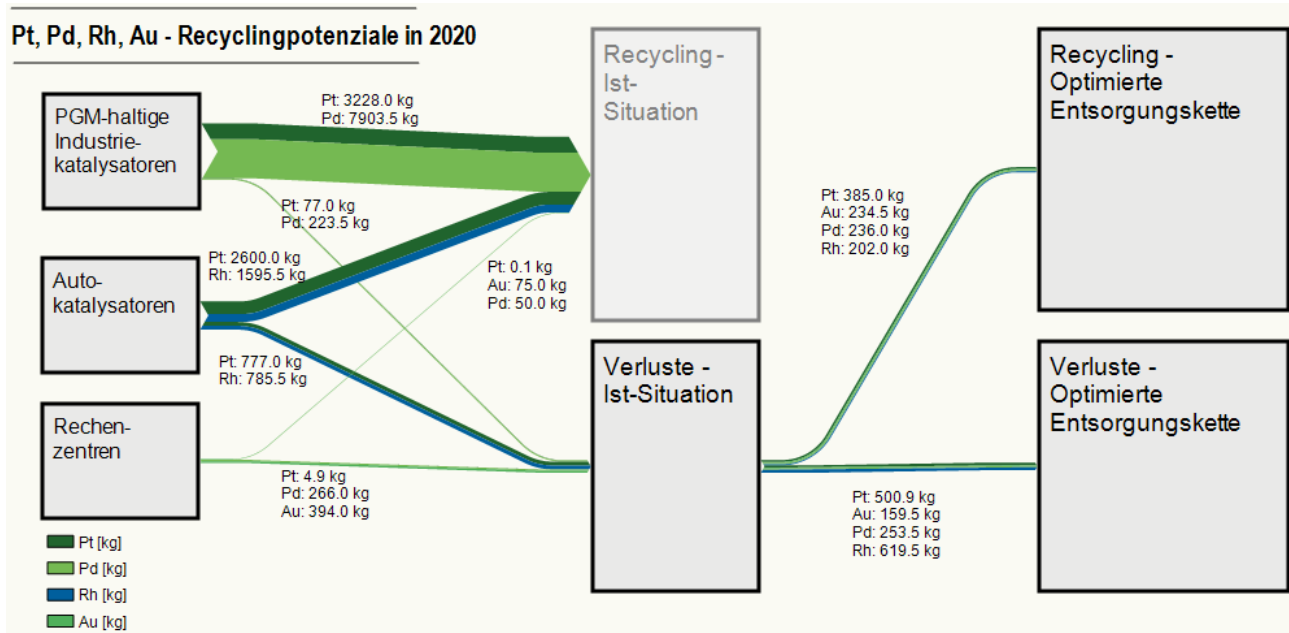 Pt, Pd, Rh, Au - Recyclingpotenziale in 2020
PGM-haltige
Industrie-
katalysatoren
Auto-
katalysatoren
Rechen-
zentren
Pt: 3228.0 kg
Pd: 7903.5 kg
Pt: 77.0 kg
Pd: 223.5 kg
Pt: 2600.0 kg
Rh: 1595.5 kg
Pt: 0.1 kg
Au: 75.0 kg
Pd: 50.0 kg
Pt: 777.0 kg
Rh: 785.5 kg
Pt: 4.9 kg
Pd: 266.0 kg
Au: 394.0 kg
Recycling -
Ist-
Situation
Verluste -
Ist-Situation
Pt: 385.0 kg
Au: 234.5 kg
Pd: 236.0 kg
Rh: 202.0 kg
Pt: 500.9 kg
Au: 159.5 kg
Pd: 253.5 kg
Rh: 619.5 kg
Recycling -
Optimierte
Entsorgungskette
Verluste -
Optimierte
Entsorgungskette
Pt [kg]
Pd [kg]
Rh [kg]
Au [kg]